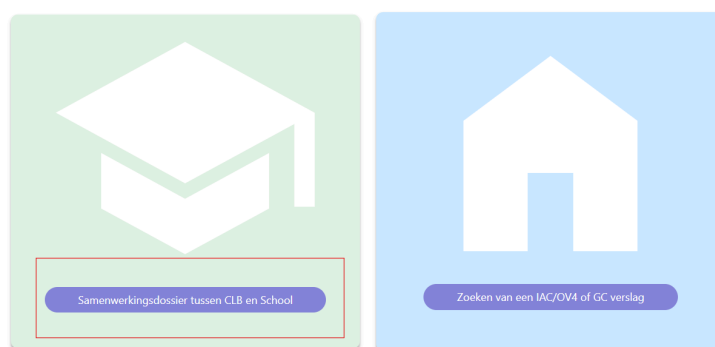 Samenwerkingsdossier tussen CLB en School
Zoeken van een IAC/OV4 of GC verslag